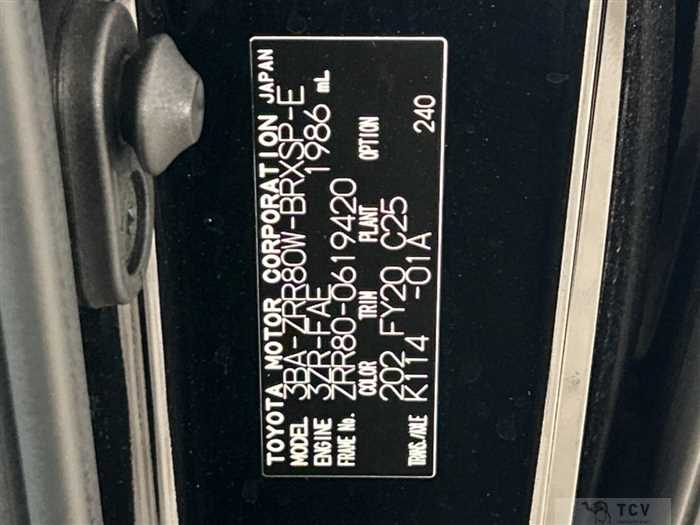 TOYOTA MOTOR CORPORATION JAPAN
MODEL 3BA-ZRR80W-BRXSP-E
ENGINE 3ZR-FAE 1986 mL
FRAME No. ZRR80-0619420
COLOR TRIM PLANT OPTION
202 FY20 C25 240
TRANS./AXLE K114 -01A
TCV